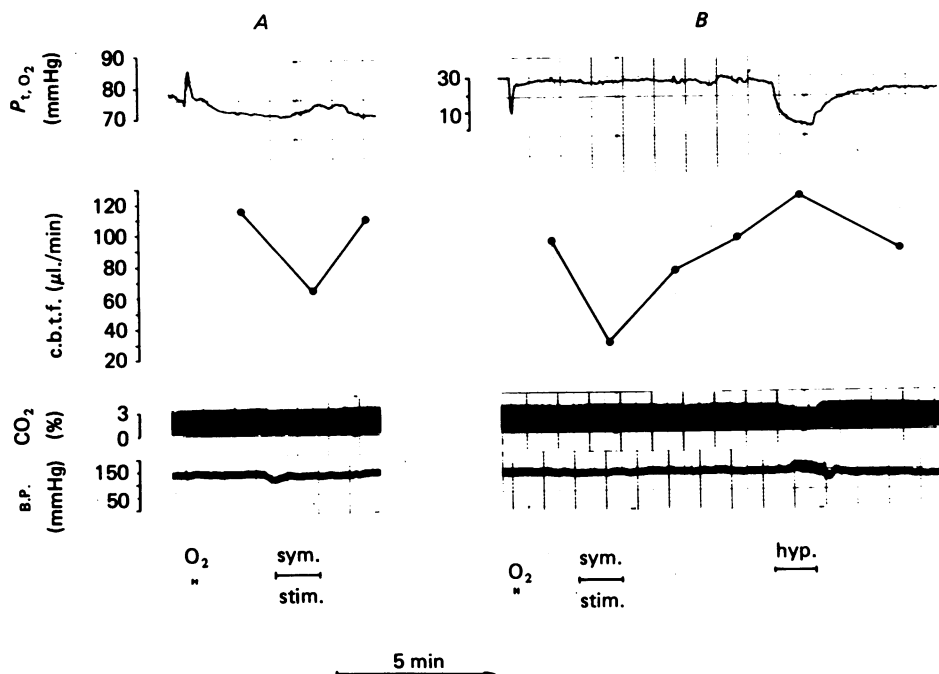 A
B
Pt,O2
(mmHg)
90
80
70
30
10
c.b.t.f. (μl./min)
120
100
80
60
40
20
CO2
(%)
3
0
B.P.
(mmHg)
150
50
O2
sym.
stim.
O2
sym.
stim.
hyp.
5 min